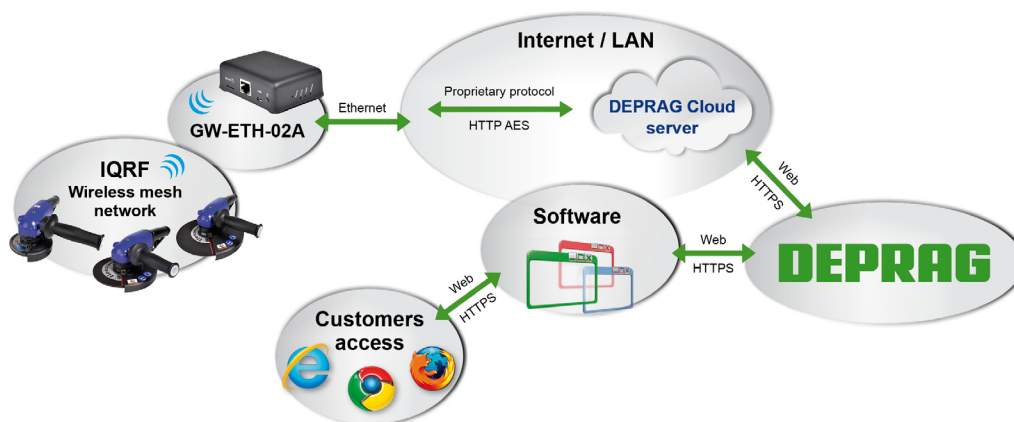 Internet / LAN
Proprietary protocol
HTTP AES
DEPRAG Cloud
server
Ethernet
GW-ETH-02A
IQRF
Wireless mesh
network
Web
HTTPS
Software
Web
HTTPS
DEPRAG
Web
HTTPS
Customers
access